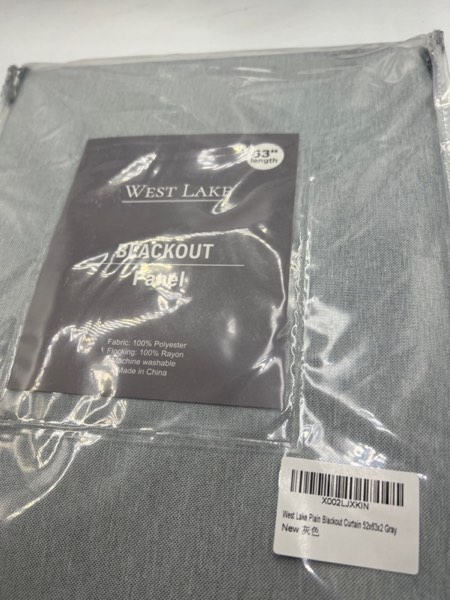 63"
length
WEST LAKE
BLACKOUT
Panel
Fabric: 100% Polyester
Flocking: 100% Rayon
Machine washable
Made in China
X002LJXKIN
West Lake Plain Blackout Curtain 52x63x2 Gray
New 灰色